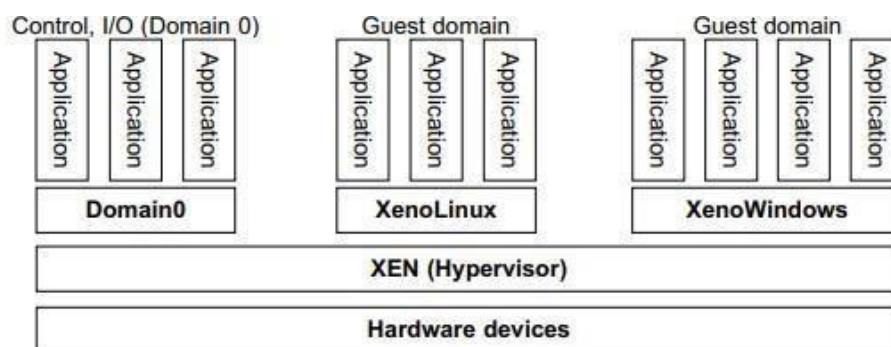 Control, I/O (Domain 0)
Guest domain
Guest domain
Application
Application
Application
Application
Application
Application
Application
Application
Application
Application
Domain0
XenoLinux
XenoWindows
XEN (Hypervisor)
Hardware devices